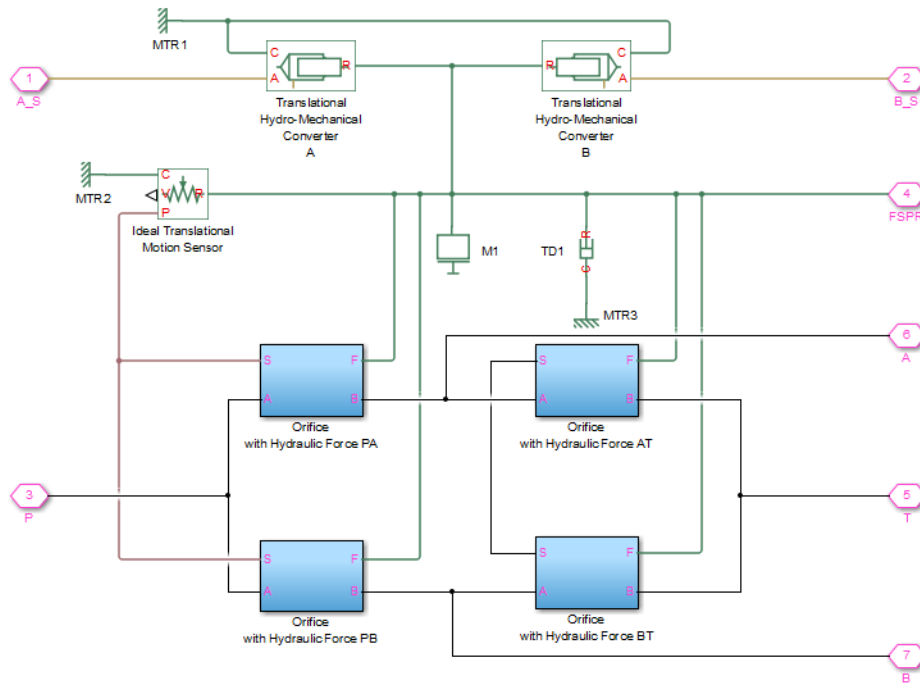 MTR1
C
A
R
Translational
Hydro-Mechanical
Converter
A
R
C
A
Translational
Hydro-Mechanical
Converter
B
1
A_S
2
B_S
MTR2
C
V
P
R
Ideal Translational
Motion Sensor
M1
TD1
R
C
MTR3
4
FSPR
6
A
S
F
A
B
Orifice
with Hydraulic Force PA
S
F
A
B
Orifice
with Hydraulic Force AT
3
P
5
T
S
F
A
B
Orifice
with Hydraulic Force PB
S
F
A
B
Orifice
with Hydraulic Force BT
7
B